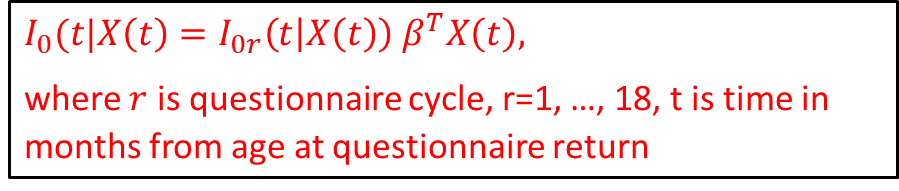 I₀(t|X(t) = I₀ᵣ(t|X(t)) βᵀX(t),
where r is questionnaire cycle, r=1, ..., 18, t is time in
months from age at questionnaire return